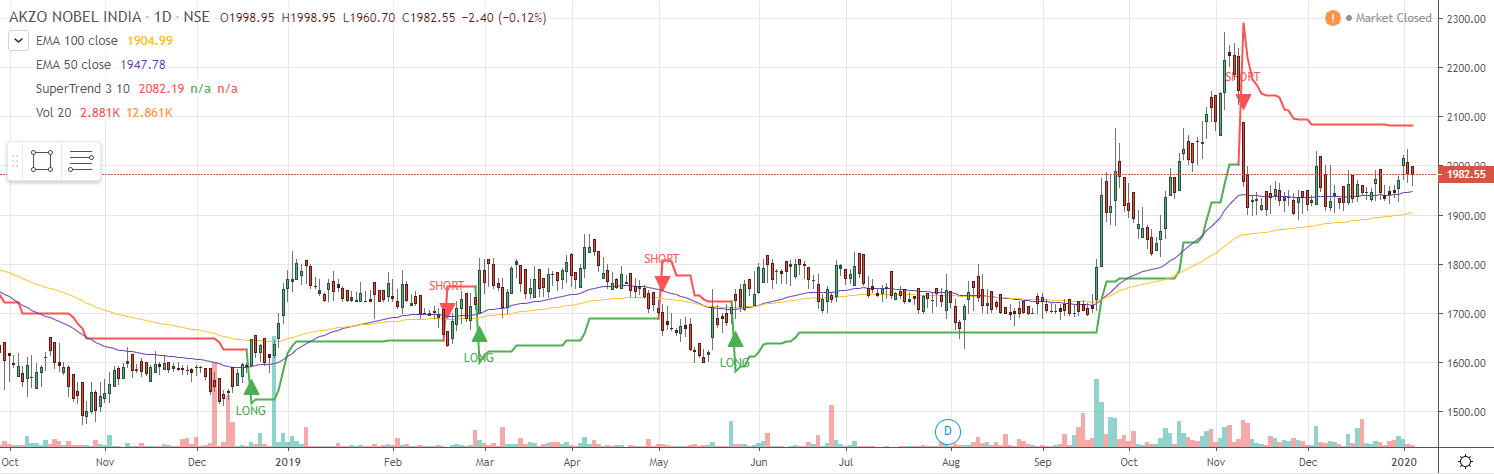 AKZO NOBEL INDIA · 1D · NSE O1998.95 H1998.95 L1960.70 C1982.55 −2.40 (−0.12%)
! ● Market Closed
EMA 100 close 1904.99
EMA 50 close 1947.78
SuperTrend 3 10 2082.19 n/a n/a
Vol 20 2.881K 12.861K
2300.00
2200.00
2100.00
2000.00
1982.55
1900.00
1800.00
1700.00
1600.00
1500.00
SHORT
SHORT
SHORT
LONG
LONG
LONG
D
Oct Nov Dec 2019 Feb Mar Apr May Jun Jul Aug Sep Oct Nov Dec 2020